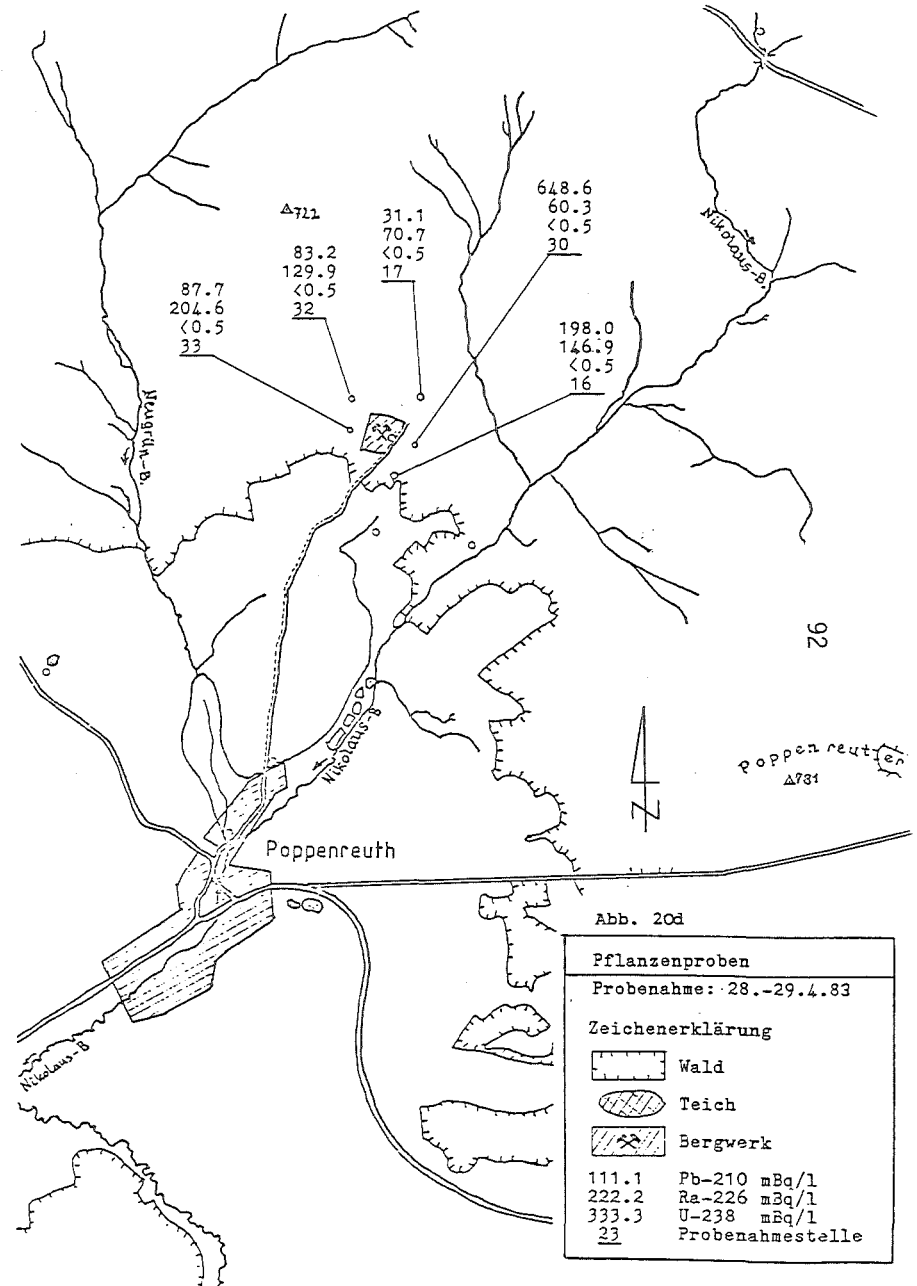 Nikolaus-B.
648.6
60.3
<0.5
30
△722
31.1
70.7
<0.5
17
83.2
129.9
<0.5
32
87.7
204.6
<0.5
33
198.0
146.9
<0.5
16
Neugrün-B.
92
Poppenreuter
△781
N
Nikolaus-B
Poppenreuth
Nikolaus-B
Abb. 20d
Pflanzenproben
Probenahme: 28.-29.4.83
Zeichenerklärung
Wald
Teich
Bergwerk
111.1 Pb-210 mBq/l
222.2 Ra-226 mBq/l
333.3 U-238 mBq/l
23 Probenahmestelle